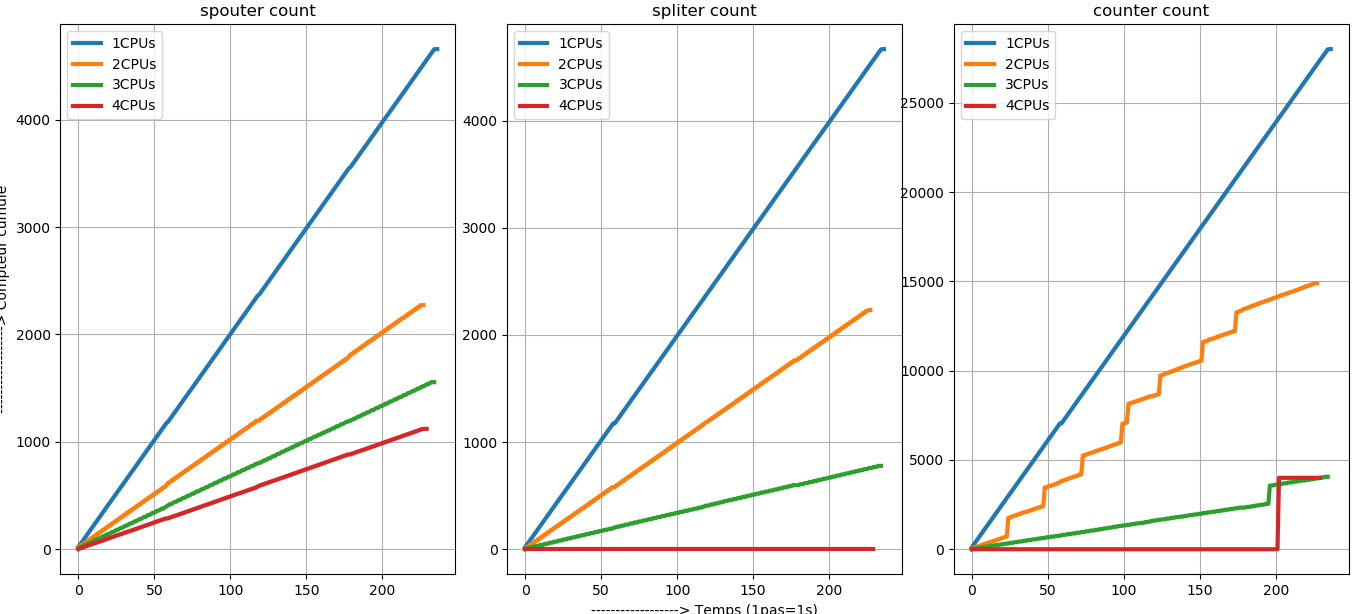 spouter count
1CPUs
2CPUs
3CPUs
4CPUs
4000
3000
2000
1000
0
0 50 100 150 200
------------------> Compteur cumulé
spliter count
1CPUs
2CPUs
3CPUs
4CPUs
4000
3000
2000
1000
0
0 50 100 150 200
------------------> Temps (1pas=1s)
counter count
1CPUs
2CPUs
3CPUs
4CPUs
25000
20000
15000
10000
5000
0
0 50 100 150 200